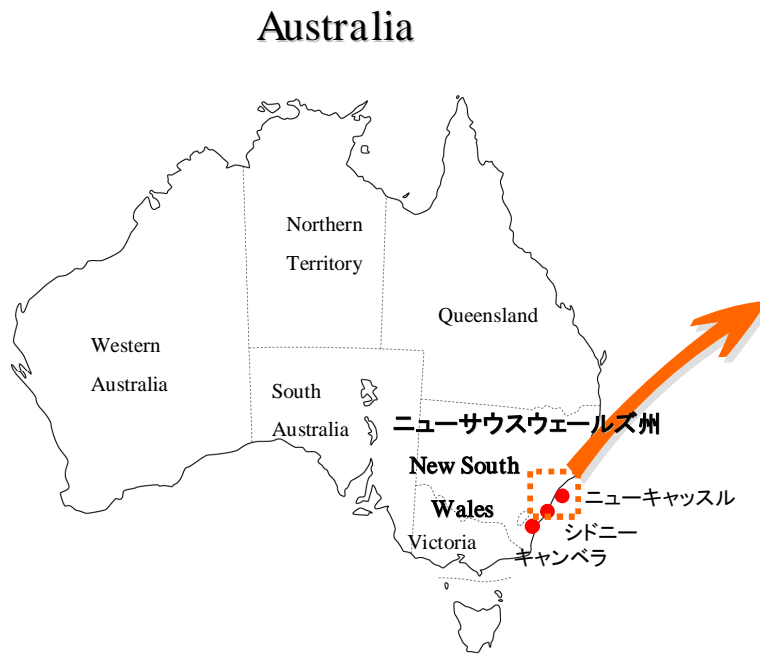 Australia
Northern
Territory
Queensland
Western
Australia
South
Australia
ニューサウスウェールズ州
New South
Wales
ニューキャッスル
シドニー
Victoria
キャンベラ